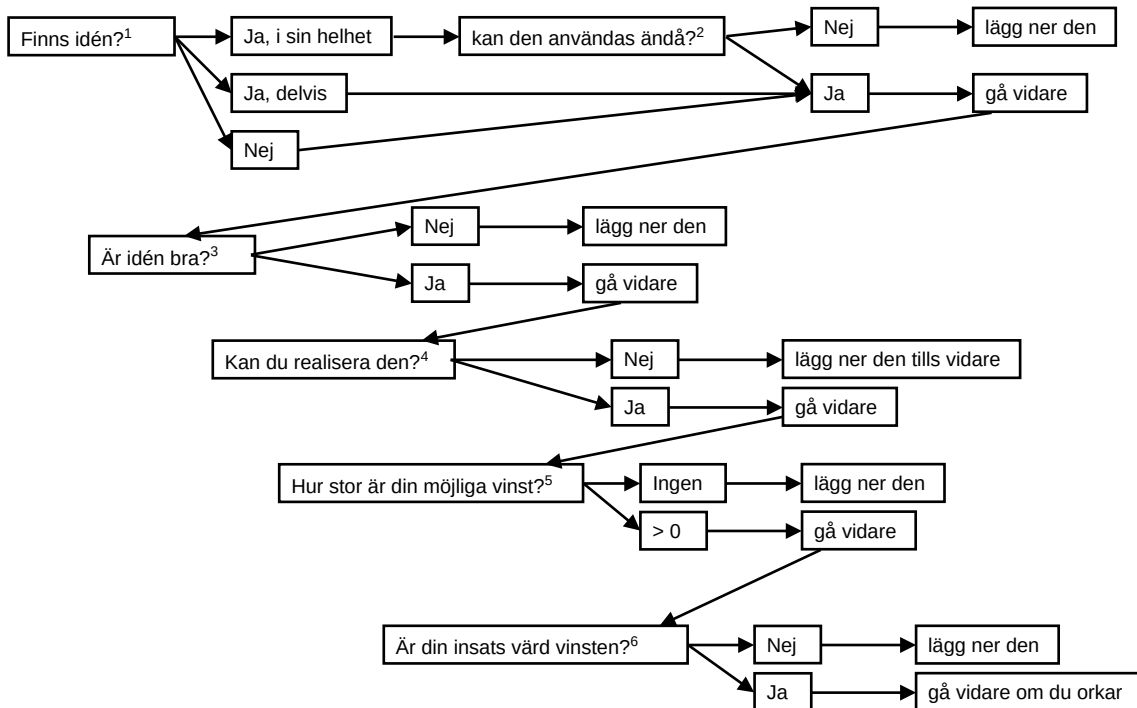 Finns idén?¹
Ja, i sin helhet
kan den användas ändå?²
Nej
lägg ner den
Ja, delvis
Ja
gå vidare
Nej
Är idén bra?³
Nej
lägg ner den
Ja
gå vidare
Kan du realisera den?⁴
Nej
lägg ner den tills vidare
Ja
gå vidare
Hur stor är din möjliga vinst?⁵
Ingen
lägg ner den
> 0
gå vidare
Är din insats värd vinsten?⁶
Nej
lägg ner den
Ja
gå vidare om du orkar